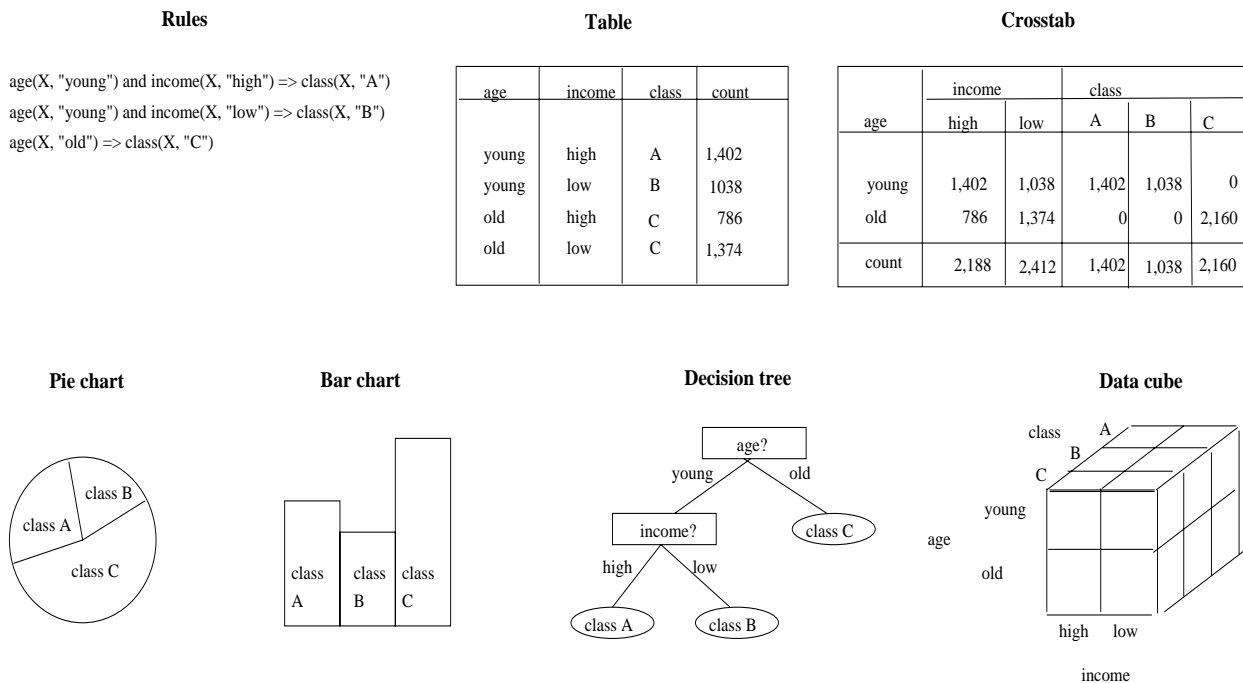 Rules
age(X, "young") and income(X, "high") => class(X, "A")
age(X, "young") and income(X, "low") => class(X, "B")
age(X, "old") => class(X, "C")
Table
age income class count
young high A 1,402
young low B 1038
old high C 786
old low C 1,374
Crosstab
income class
age high low A B C
young 1,402 1,038 1,402 1,038 0
old 786 1,374 0 0 2,160
count 2,188 2,412 1,402 1,038 2,160
Pie chart
class B
class A
class C
Bar chart
class class class
A B C
Decision tree
age?
young old
income? class C
high low
class A class B
Data cube
class A
B
C
young
age
old
high low
income